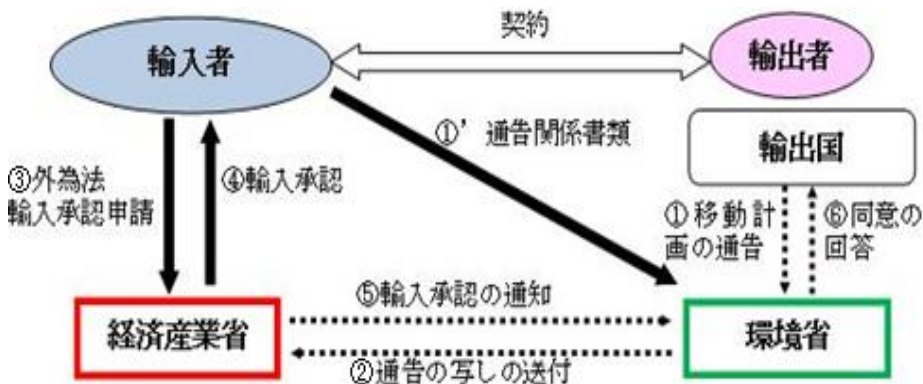 契約
輸入者
輸出者
①’通告関係書類
輸出国
③外為法
輸入承認申請
④輸入承認
①移動計
画の通告
⑥同意の
回答
⑤輸入承認の通知
経済産業省
環境省
②通告の写しの送付